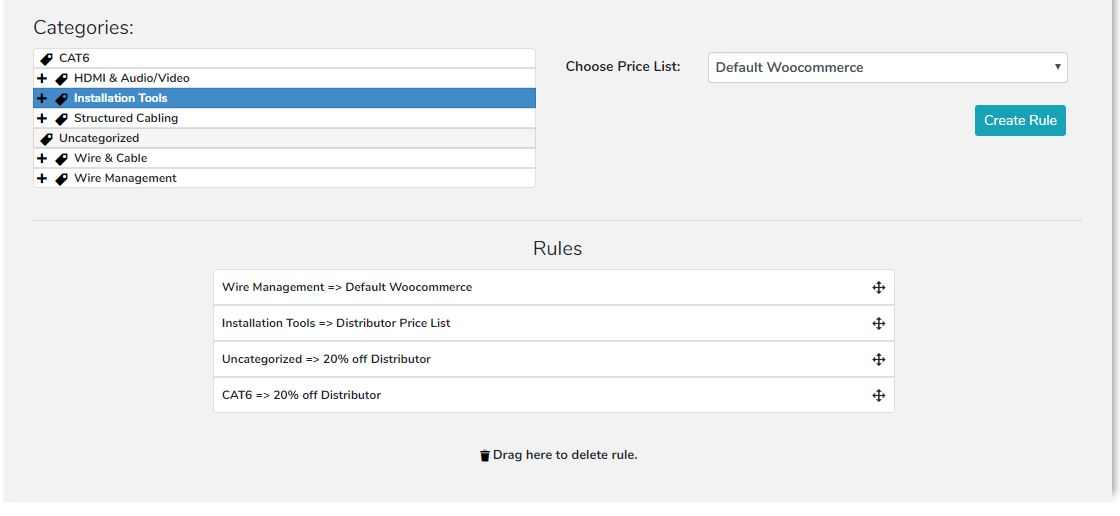 Categories:
CAT6
HDMI & Audio/Video
Installation Tools
Structured Cabling
Uncategorized
Wire & Cable
Wire Management
Choose Price List:
Default Woocommerce
Create Rule
Rules
Wire Management => Default Woocommerce
Installation Tools => Distributor Price List
Uncategorized => 20% off Distributor
CAT6 => 20% off Distributor
Drag here to delete rule.